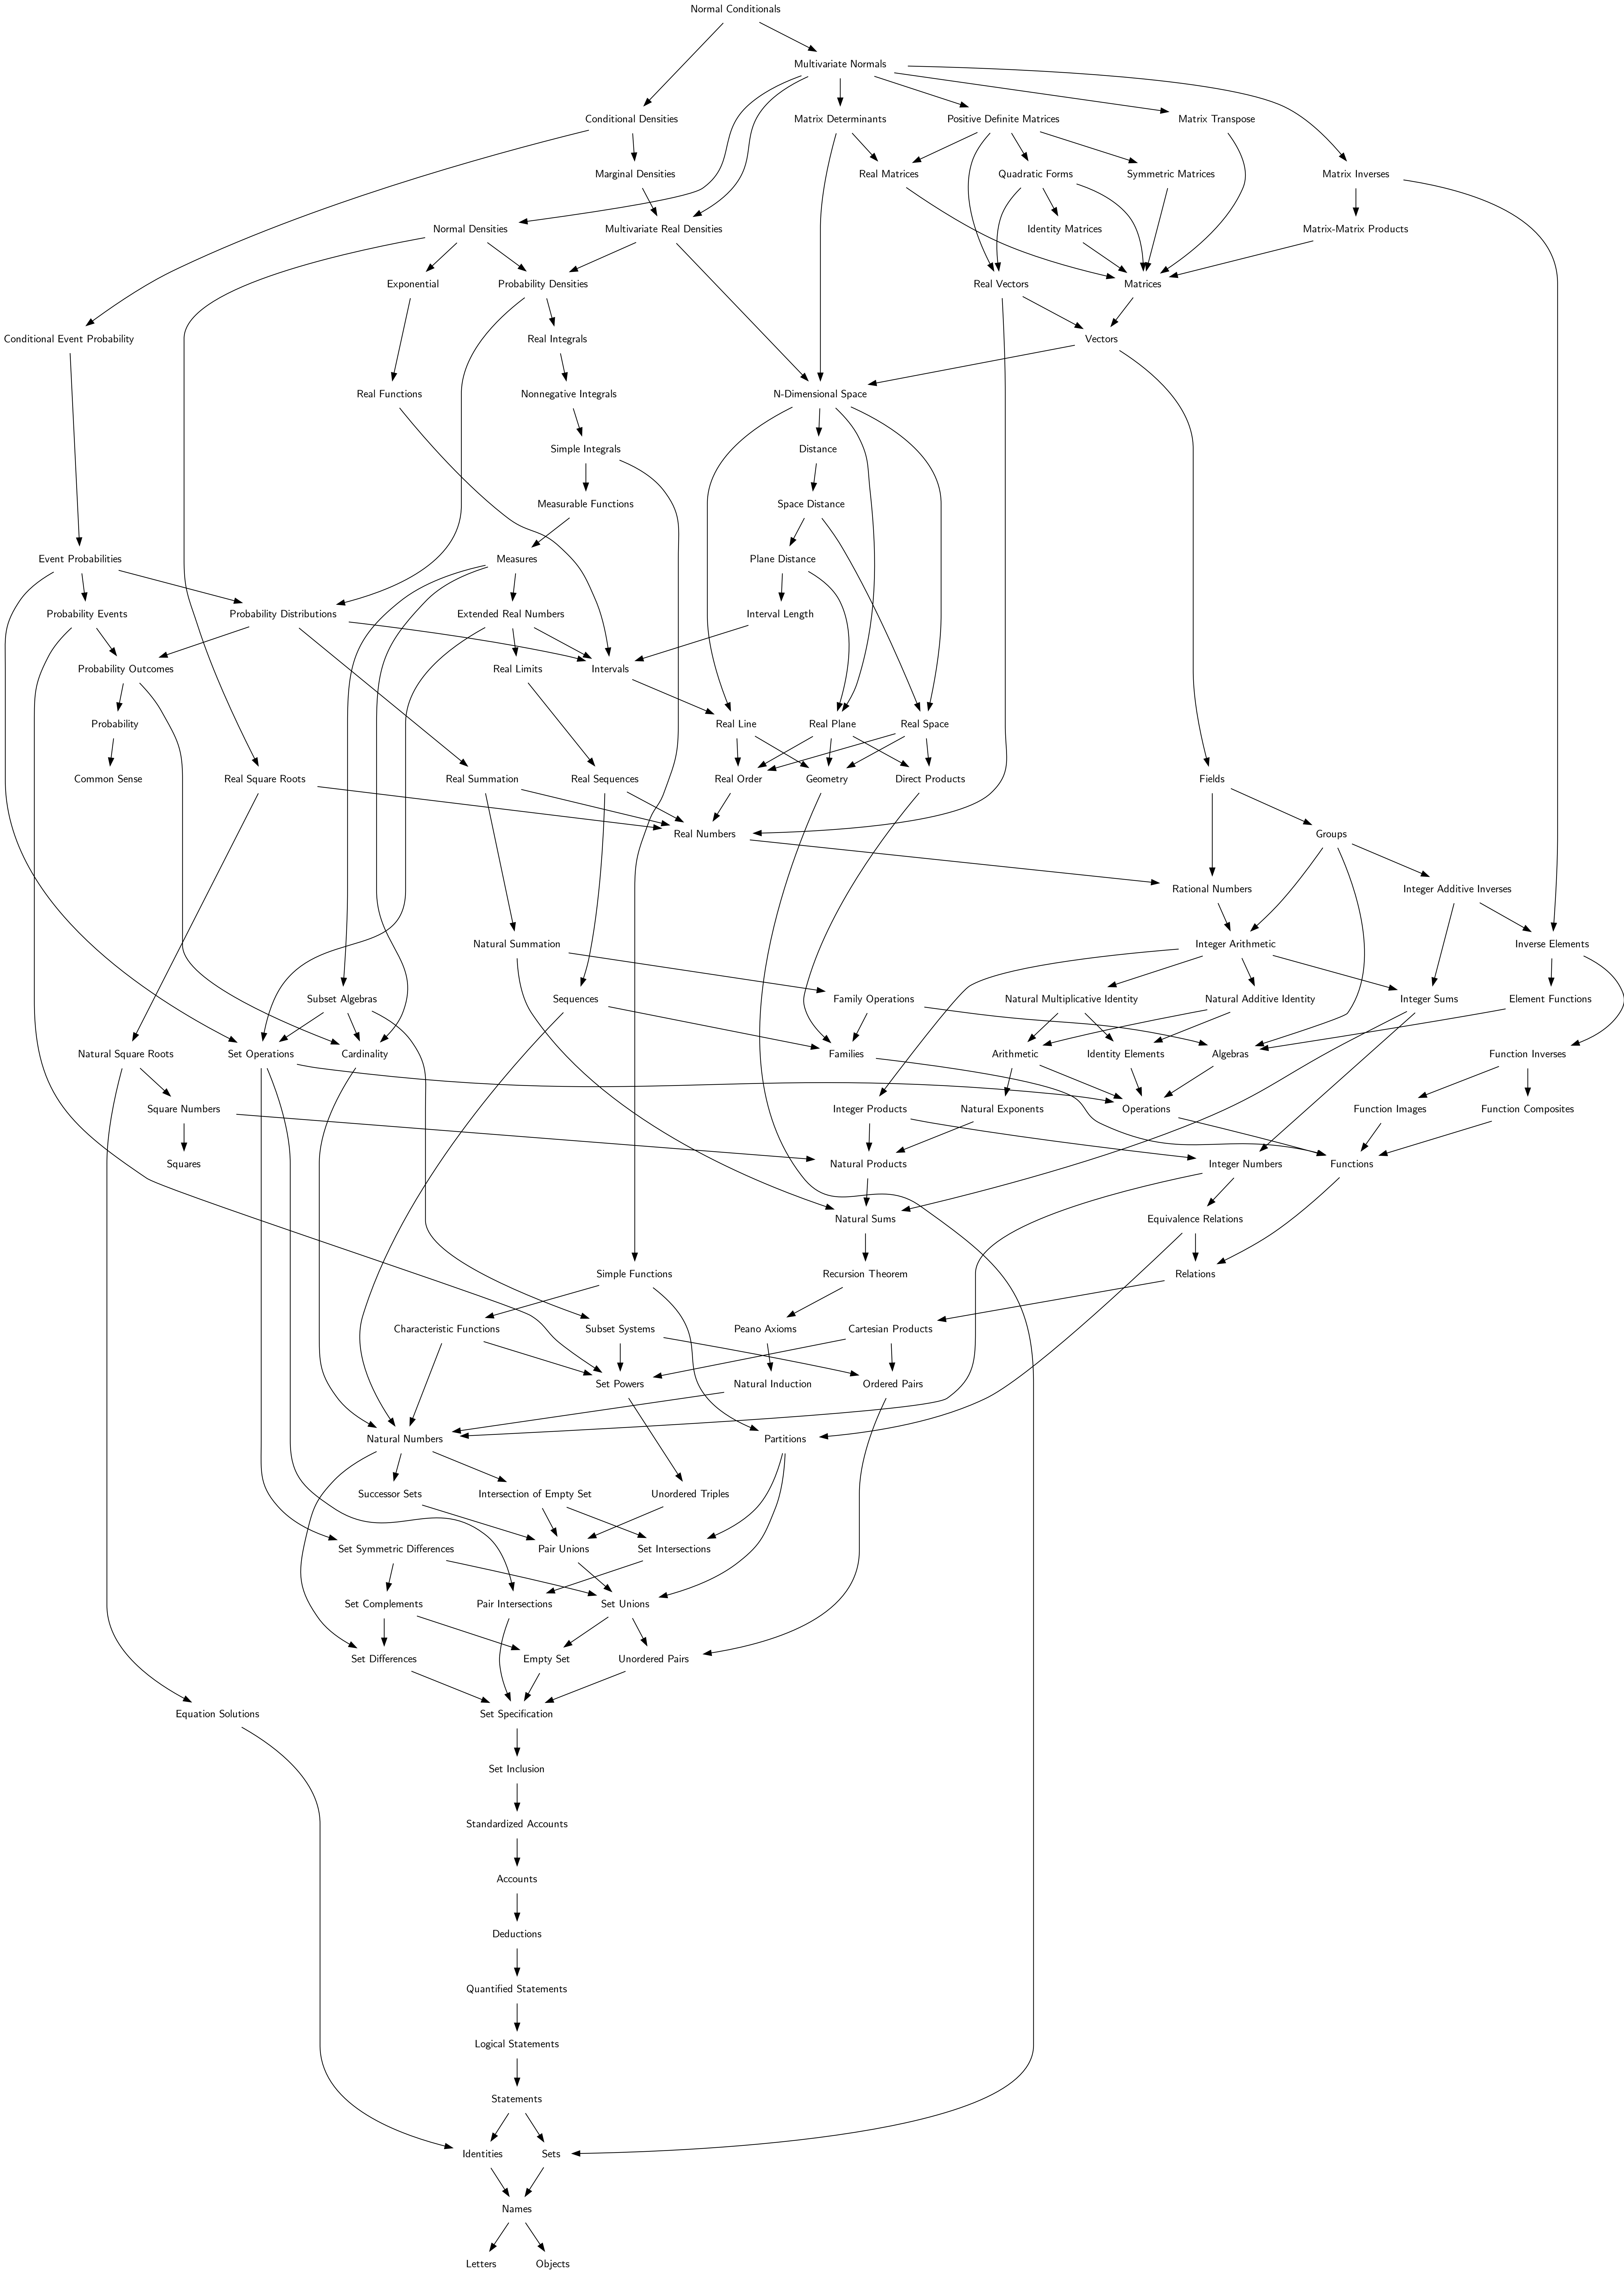 Normal Conditionals
Multivariate Normals
Conditional Densities
Matrix Determinants
Positive Definite Matrices
Matrix Transpose
Marginal Densities
Real Matrices
Quadratic Forms
Symmetric Matrices
Matrix Inverses
Normal Densities
Multivariate Real Densities
Identity Matrices
Matrix-Matrix Products
Exponential
Probability Densities
Real Vectors
Matrices
Conditional Event Probability
Real Integrals
Vectors
Real Functions
Nonnegative Integrals
N-Dimensional Space
Simple Integrals
Distance
Measurable Functions
Space Distance
Event Probabilities
Measures
Plane Distance
Probability Events
Probability Distributions
Extended Real Numbers
Interval Length
Probability Outcomes
Real Limits
Intervals
Probability
Real Line
Real Plane
Real Space
Common Sense
Real Square Roots
Real Summation
Real Sequences
Real Order
Geometry
Direct Products
Fields
Real Numbers
Groups
Rational Numbers
Integer Additive Inverses
Natural Summation
Integer Arithmetic
Inverse Elements
Subset Algebras
Sequences
Family Operations
Natural Multiplicative Identity
Natural Additive Identity
Integer Sums
Element Functions
Natural Square Roots
Set Operations
Cardinality
Families
Arithmetic
Identity Elements
Algebras
Function Inverses
Square Numbers
Integer Products
Natural Exponents
Operations
Function Images
Function Composites
Squares
Natural Products
Integer Numbers
Functions
Natural Sums
Equivalence Relations
Simple Functions
Recursion Theorem
Relations
Characteristic Functions
Subset Systems
Peano Axioms
Cartesian Products
Set Powers
Natural Induction
Ordered Pairs
Natural Numbers
Partitions
Successor Sets
Intersection of Empty Set
Unordered Triples
Set Symmetric Differences
Pair Unions
Set Intersections
Set Complements
Pair Intersections
Set Unions
Set Differences
Empty Set
Unordered Pairs
Equation Solutions
Set Specification
Set Inclusion
Standardized Accounts
Accounts
Deductions
Quantified Statements
Logical Statements
Statements
Identities
Sets
Names
Letters
Objects